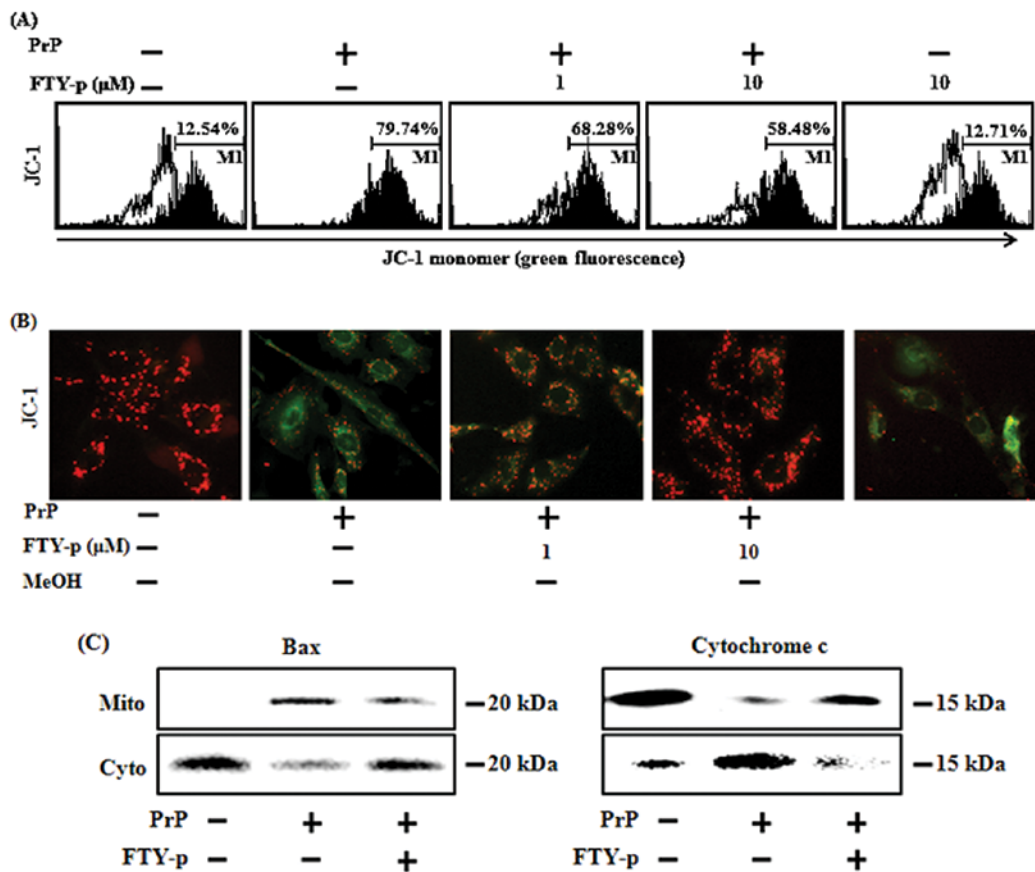 (A)
PrP − + + + −
FTY-p (μM) − − 1 10 10
JC-1
12.54% 79.74% 68.28% 58.48% 12.71%
M1 M1 M1 M1 M1
JC-1 monomer (green fluorescence)
(B)
JC-1
PrP − + + +
FTY-p (μM) − − 1 10
MeOH − − − −
(C)
Bax Cytochrome c
Mito −20 kDa −15 kDa
Cyto −20 kDa −15 kDa
PrP − + + − + +
FTY-p − − + − − +